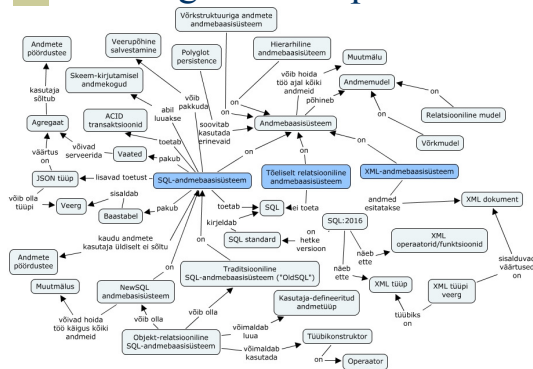 Võrkstruktuuriga andmete
andmebaasisüsteem
Andmete
pöördustee
Veerupõhine
salvestamine
Polyglot
persistence
Hierarhiline
andmebaasisüsteem
Muutmälu
Skeem-kirjutamisel
andmekogud
kasutaja
sõltub
võib
pakkuda
on
on
võib hoida
töö ajal kõiki
andmeid
Andmemudel
abil
luuakse
soovitab
kasutada
erinevaid
põhineb
on
Relatsiooniline mudel
Agregaat
ACID
transaktsioonid
Andmebaasisüsteem
on
Võrkmudel
toetab
väärtus
on
võivad
serveerida
Vaated
pakub
on
on
on
JSON tüüp
lisavad toetust
SQL-andmebaasisüsteem
Tõeliselt relatsiooniline
andmebaasisüsteem
XML-andmebaasisüsteem
võib olla
tüüpi
sisaldab
Veerg
Baastabel
pakub
toetab
SQL
ei toeta
andmed
esitatakse
XML dokument
kirjeldab
SQL standard
on
hetke
versioon
SQL:2016
kaudu andmete
kasutaja üldiselt ei sõltu
näeb
ette
XML
operaatorid/funktsioonid
sisalduvad
väärtused
on
Andmete
pöördustee
on
on
näeb
ette
XML tüüp
XML tüüpi
veerg
tüübiks
on
Muutmälus
NewSQL
andmebasisüsteem
Traditsiooniline
SQL-andmebaasisüsteem ("OldSQL")
Kasutaja-defineeritud
andmetüüp
võivad hoida
töö käigus kõiki
andmeid
võib olla
võib olla
võimaldab
luua
Objekt-relatsiooniline
SQL-andmebaasisüsteem
võimaldab
kasutada
Tüübikonstruktor
on
Operaator